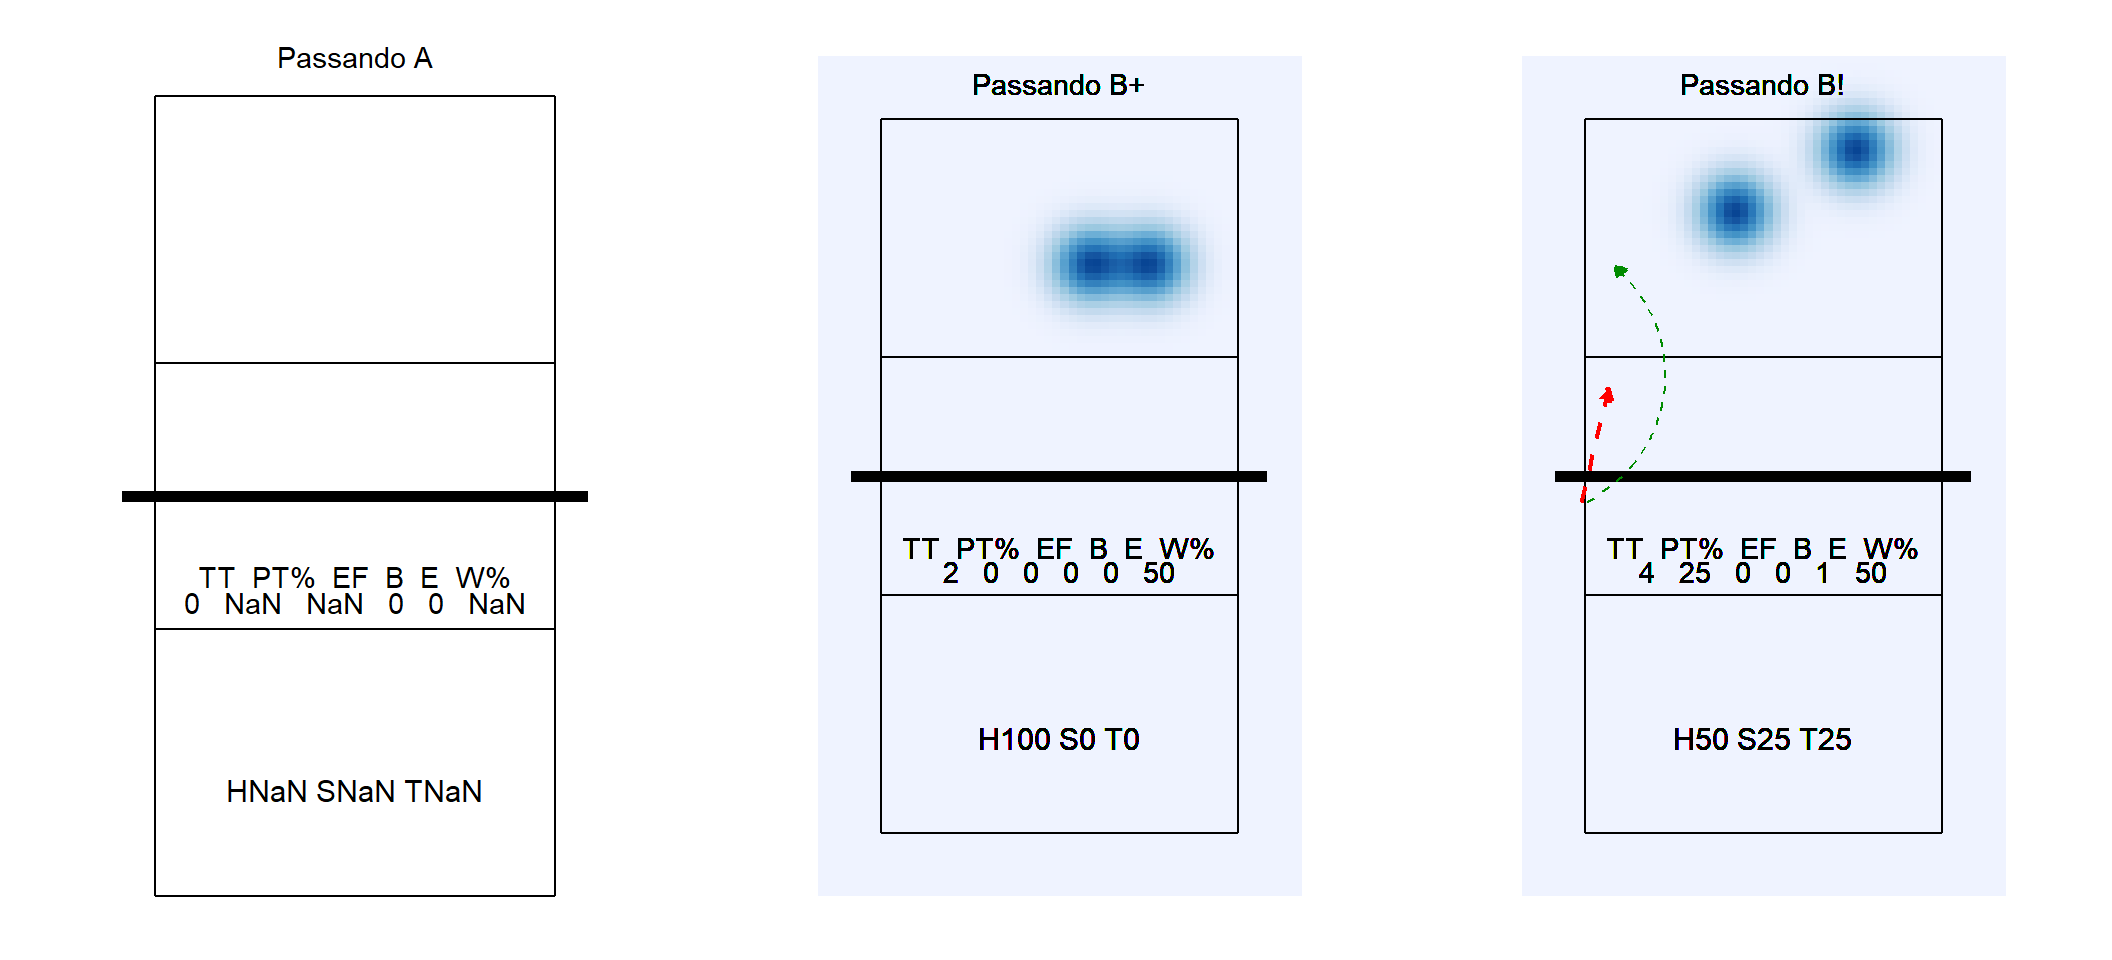 Passando A
TT PT% EF B E W%
0 NaN NaN 0 0 NaN
HNaN SNaN TNaN
Passando B+
TT PT% EF B E W%
2 0 0 0 0 50
H100 S0 T0
Passando B!
TT PT% EF B E W%
4 25 0 0 1 50
H50 S25 T25